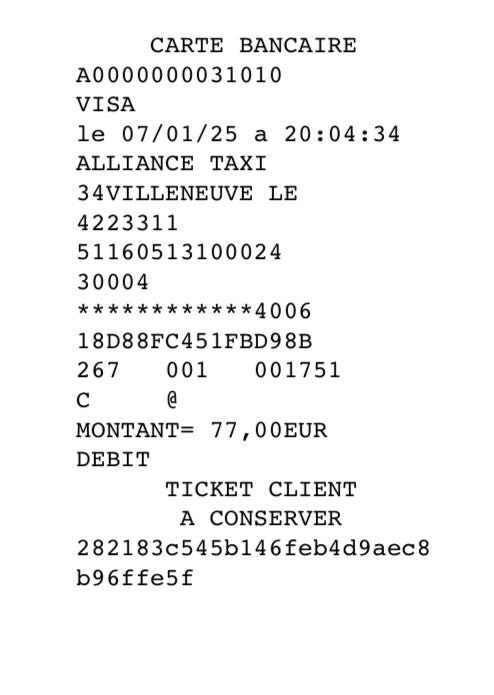 CARTE BANCAIRE
A0000000031010
VISA
le 07/01/25 a 20:04:34
ALLIANCE TAXI
34VILLENEUVE LE
4223311
51160513100024
30004
************4006
18D88FC451FBD98B
267 001 001751
C @
MONTANT= 77,00EUR
DEBIT
TICKET CLIENT
A CONSERVER
282183c545b146feb4d9aec8
b96ffe5f